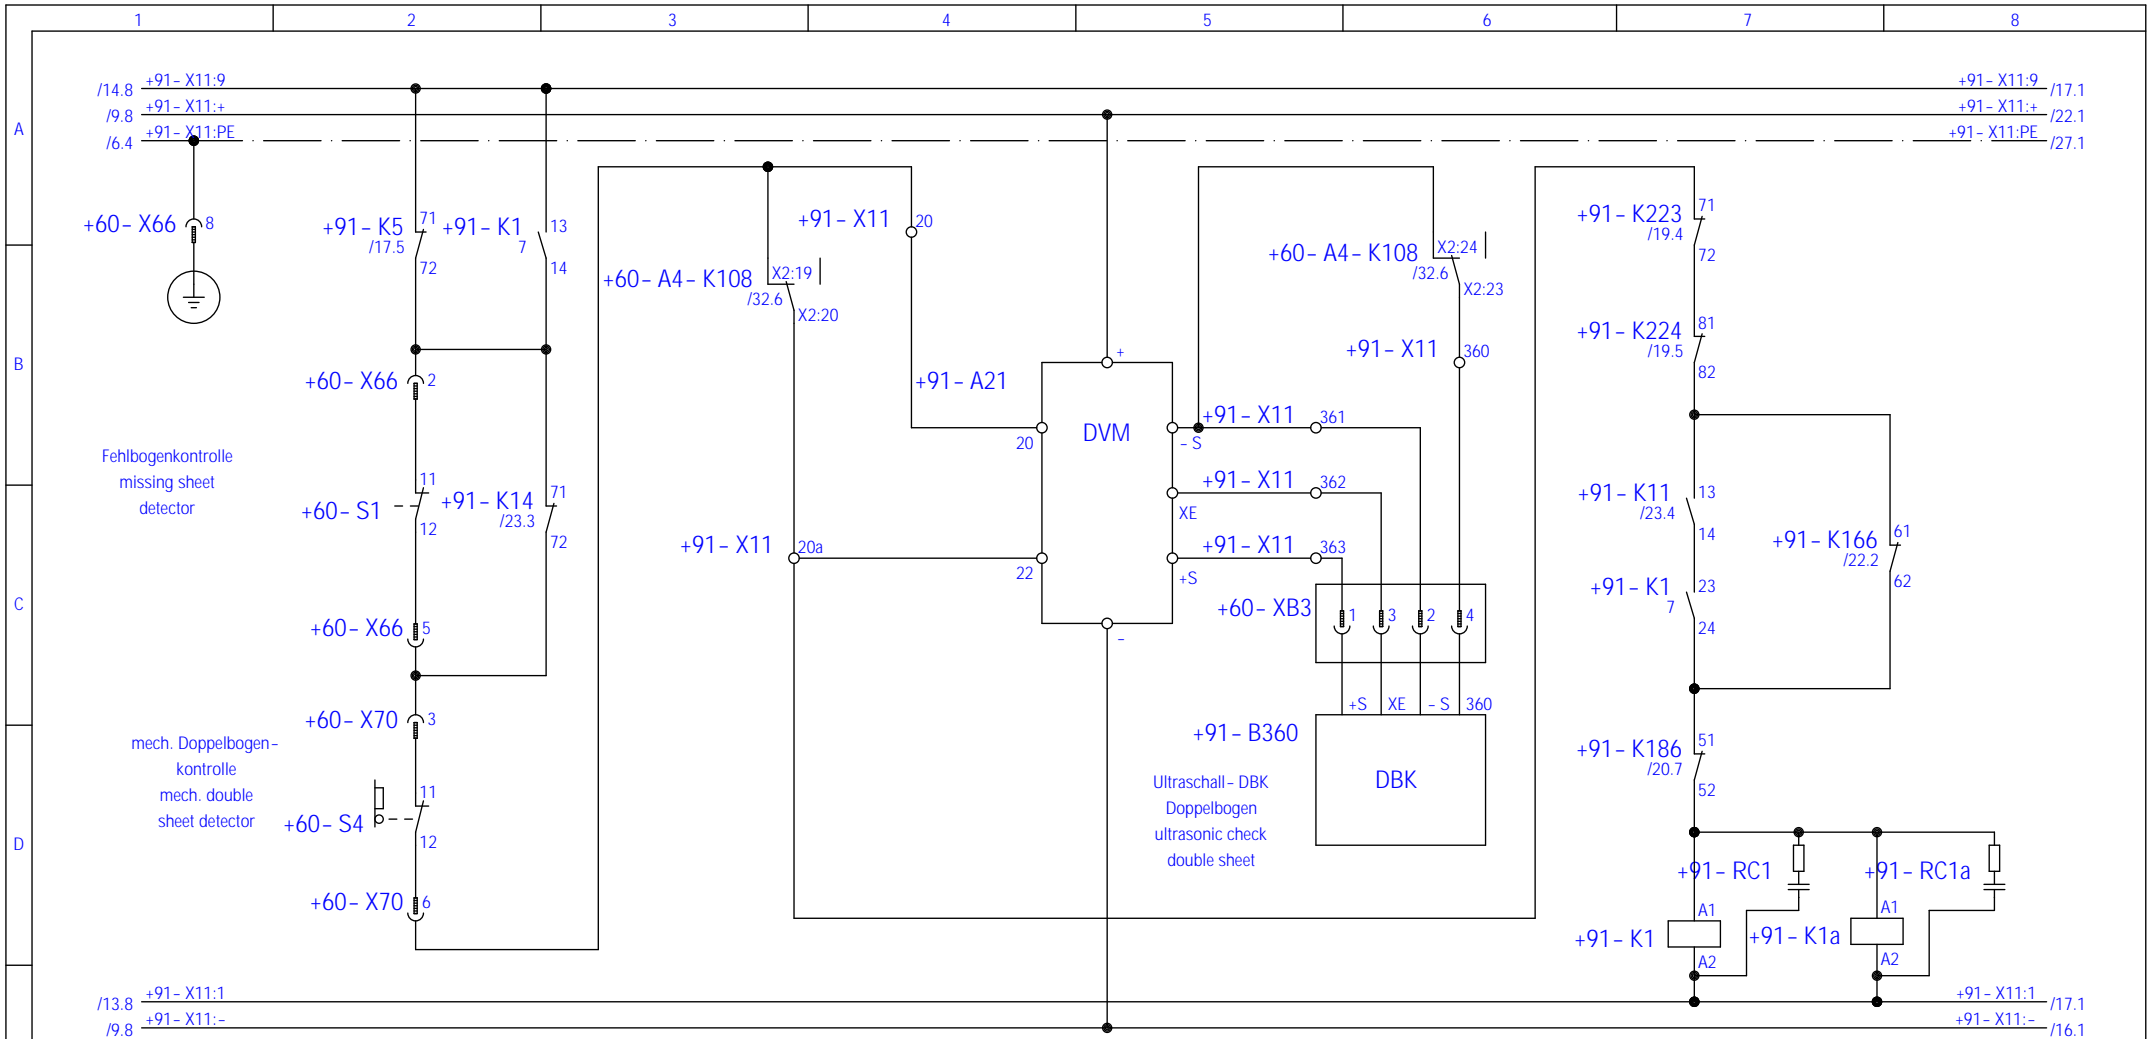 1 2 3 4 5 6 7 8
A
B
C
D
+91-X11:9
/14.8
+91-X11:+
/9.8
+91-X11:PE
/6.4
+91-X11:9
/17.1
+91-X11:+
/22.1
+91-X11:PE
/27.1
+60-X66 8
+91-K5
/17.5
71
72
+91-K1
7
13
14
+60-X66 2
Fehlbogenkontrolle
missing sheet
detector
+60-S1
11
12
+91-K14
/23.3
71
72
+60-X66 5
+60-X70 3
mech. Doppelbogen-
kontrolle
mech. double
sheet detector
+60-S4
11
12
+60-X70 6
+60-A4-K108
/32.6
X2:19
X2:20
+91-X11 20
+91-A21
+91-X11 20a
DVM
+
20
22
-
-S
XE
+S
+91-X11 361
+91-X11 362
+91-X11 363
+60-A4-K108
/32.6
X2:24
X2:23
+91-X11 360
+60-XB3 1 3 2 4
+S XE -S 360
+91-B360
DBK
Ultraschall-DBK
Doppelbogen
ultrasonic check
double sheet
+91-K223
/19.4
71
72
+91-K224
/19.5
81
82
+91-K11
/23.4
13
14
+91-K1
7
23
24
+91-K166
/22.2
61
62
+91-K186
/20.7
51
52
+91-RC1
+91-RC1a
+91-K1
A1
A2
+91-K1a
A1
A2
+91-X11:1
/13.8
+91-X11:-
/9.8
+91-X11:1
/17.1
+91-X11:-
/16.1